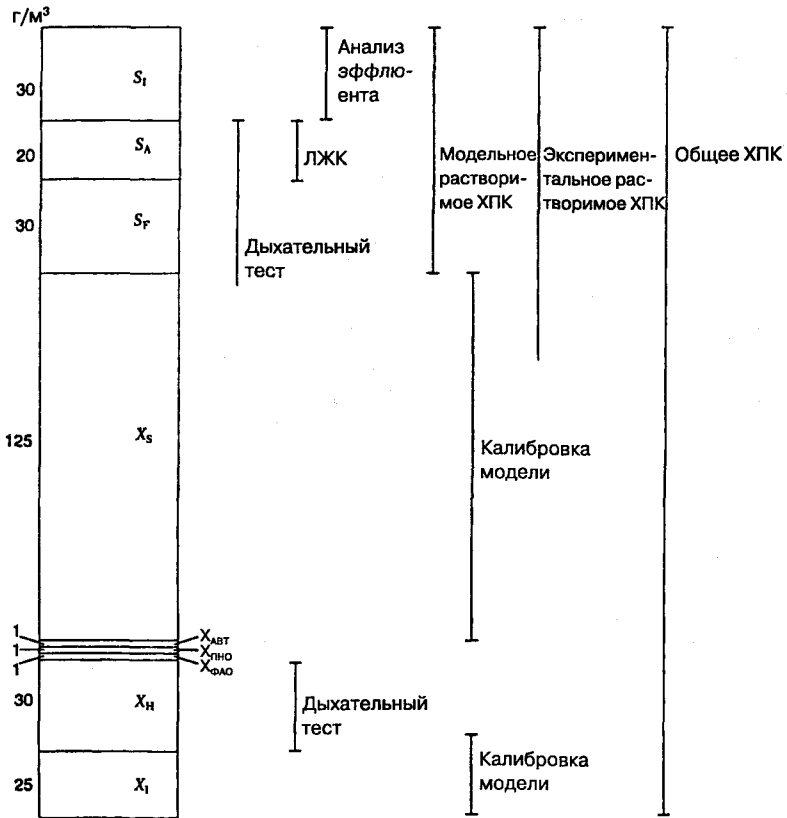 г/м³
30
S_I
Анализ
эффлю-
ента
20
S_A
ЛЖК
Модельное
раствори-
мое ХПК
Эксперимен-
тальное рас-
творимое ХПК
Общее ХПК
30
S_F
Дыхательный
тест
125
X_S
Калибровка
модели
1
X_АВТ
1
X_ПНО
1
X_ФАО
30
X_H
Дыхательный
тест
25
X_I
Калибровка
модели